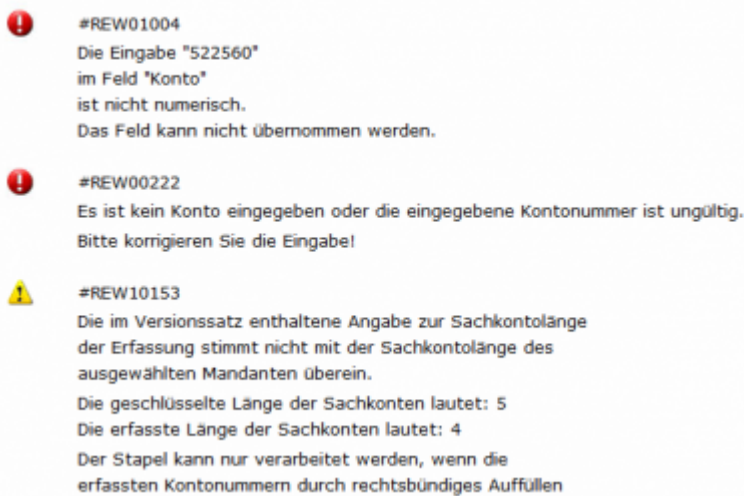 #REW01004
Die Eingabe "522560"
im Feld "Konto"
ist nicht numerisch.
Das Feld kann nicht übernommen werden.
#REW00222
Es ist kein Konto eingegeben oder die eingegebene Kontonummer ist ungültig.
Bitte korrigieren Sie die Eingabe!
#REW10153
Die im Versionssatz enthaltene Angabe zur Sachkontolänge
der Erfassung stimmt nicht mit der Sachkontolänge des
ausgewählten Mandanten überein.
Die geschlüsselte Länge der Sachkonten lautet: 5
Die erfasste Länge der Sachkonten lautet: 4
Der Stapel kann nur verarbeitet werden, wenn die
erfassten Kontonummern durch rechtsbündiges Auffüllen